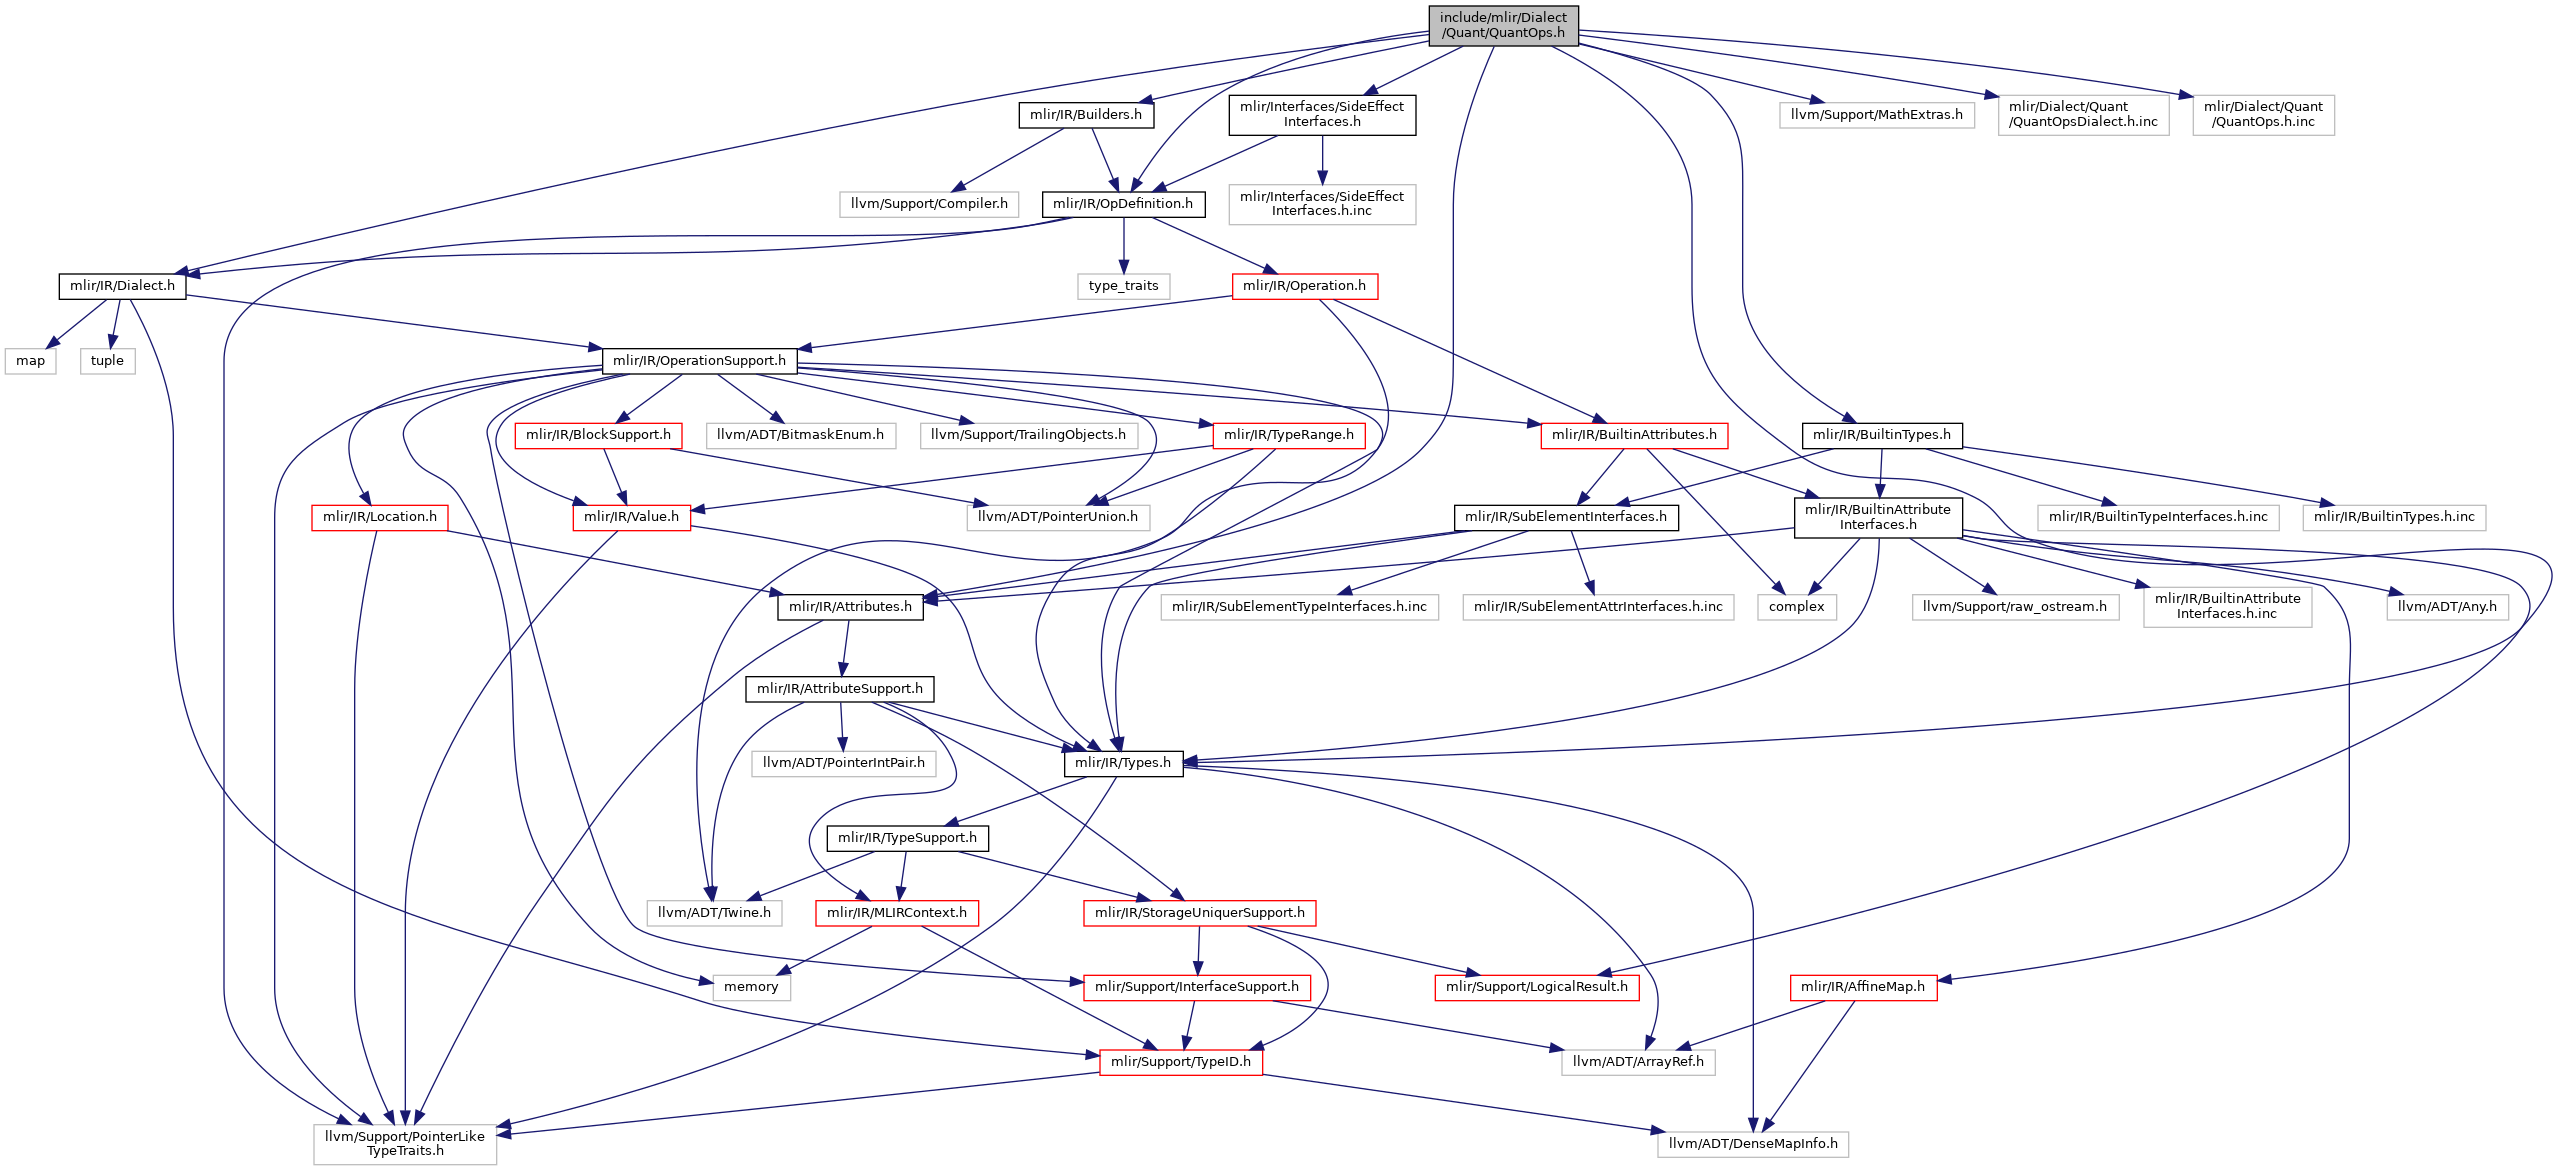 include/mlir/Dialect
/Quant/QuantOps.h
mlir/IR/Builders.h
mlir/Interfaces/SideEffect
Interfaces.h
llvm/Support/MathExtras.h
mlir/Dialect/Quant
/QuantOpsDialect.h.inc
mlir/Dialect/Quant
/QuantOps.h.inc
llvm/Support/Compiler.h
mlir/IR/OpDefinition.h
mlir/Interfaces/SideEffect
Interfaces.h.inc
mlir/IR/Dialect.h
type_traits
mlir/IR/Operation.h
map
tuple
mlir/IR/OperationSupport.h
mlir/IR/BlockSupport.h
llvm/ADT/BitmaskEnum.h
llvm/Support/TrailingObjects.h
mlir/IR/TypeRange.h
mlir/IR/BuiltinAttributes.h
mlir/IR/BuiltinTypes.h
mlir/IR/Location.h
mlir/IR/Value.h
llvm/ADT/PointerUnion.h
mlir/IR/SubElementInterfaces.h
mlir/IR/BuiltinAttribute
Interfaces.h
mlir/IR/BuiltinTypeInterfaces.h.inc
mlir/IR/BuiltinTypes.h.inc
mlir/IR/Attributes.h
mlir/IR/SubElementTypeInterfaces.h.inc
mlir/IR/SubElementAttrInterfaces.h.inc
complex
llvm/Support/raw_ostream.h
mlir/IR/BuiltinAttribute
Interfaces.h.inc
llvm/ADT/Any.h
mlir/IR/AttributeSupport.h
llvm/ADT/PointerIntPair.h
mlir/IR/Types.h
mlir/IR/TypeSupport.h
llvm/ADT/Twine.h
mlir/IR/MLIRContext.h
mlir/IR/StorageUniquerSupport.h
memory
mlir/Support/InterfaceSupport.h
mlir/Support/LogicalResult.h
mlir/IR/AffineMap.h
mlir/Support/TypeID.h
llvm/ADT/ArrayRef.h
llvm/Support/PointerLike
TypeTraits.h
llvm/ADT/DenseMapInfo.h